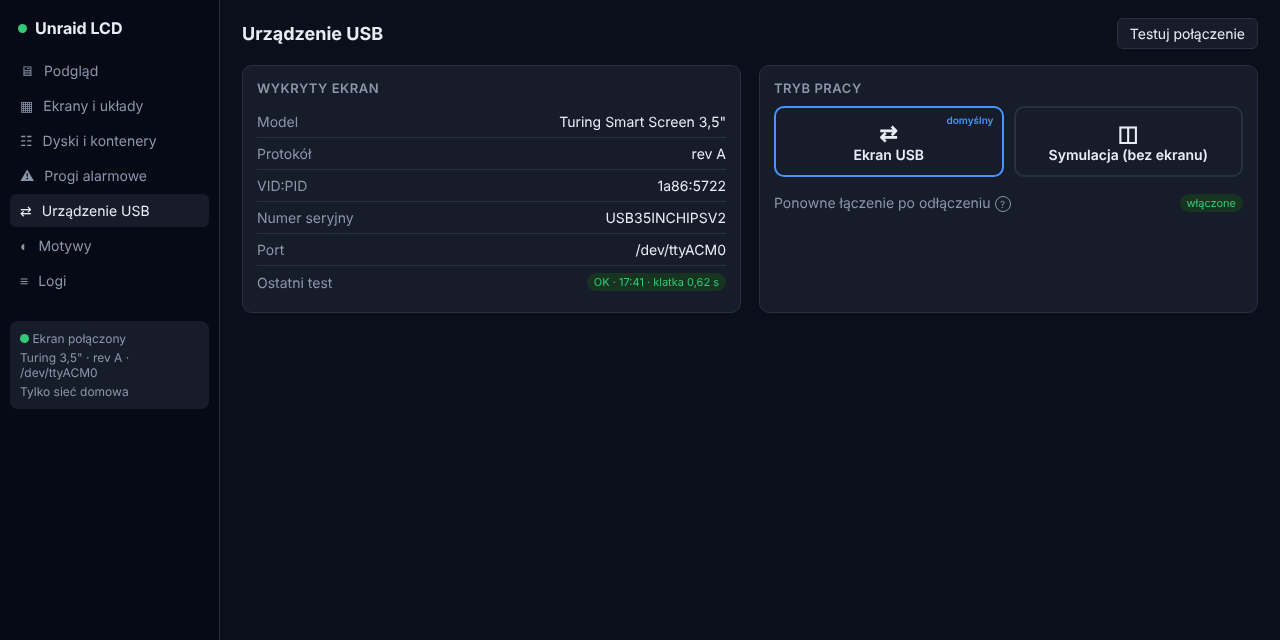 Unraid LCD
Podgląd
Ekrany i układy
Dyski i kontenery
Progi alarmowe
Urządzenie USB
Motywy
Logi
Ekran połączony
Turing 3,5" · rev A ·
/dev/ttyACM0
Tylko sieć domowa
Urządzenie USB
Testuj połączenie
WYKRYTY EKRAN
Model Turing Smart Screen 3,5"
Protokół rev A
VID:PID 1a86:5722
Numer seryjny USB35INCHIPSV2
Port /dev/ttyACM0
Ostatni test OK · 17:41 · klatka 0,62 s
TRYB PRACY
domyślny
Ekran USB
Symulacja (bez ekranu)
Ponowne łączenie po odłączeniu ? włączone